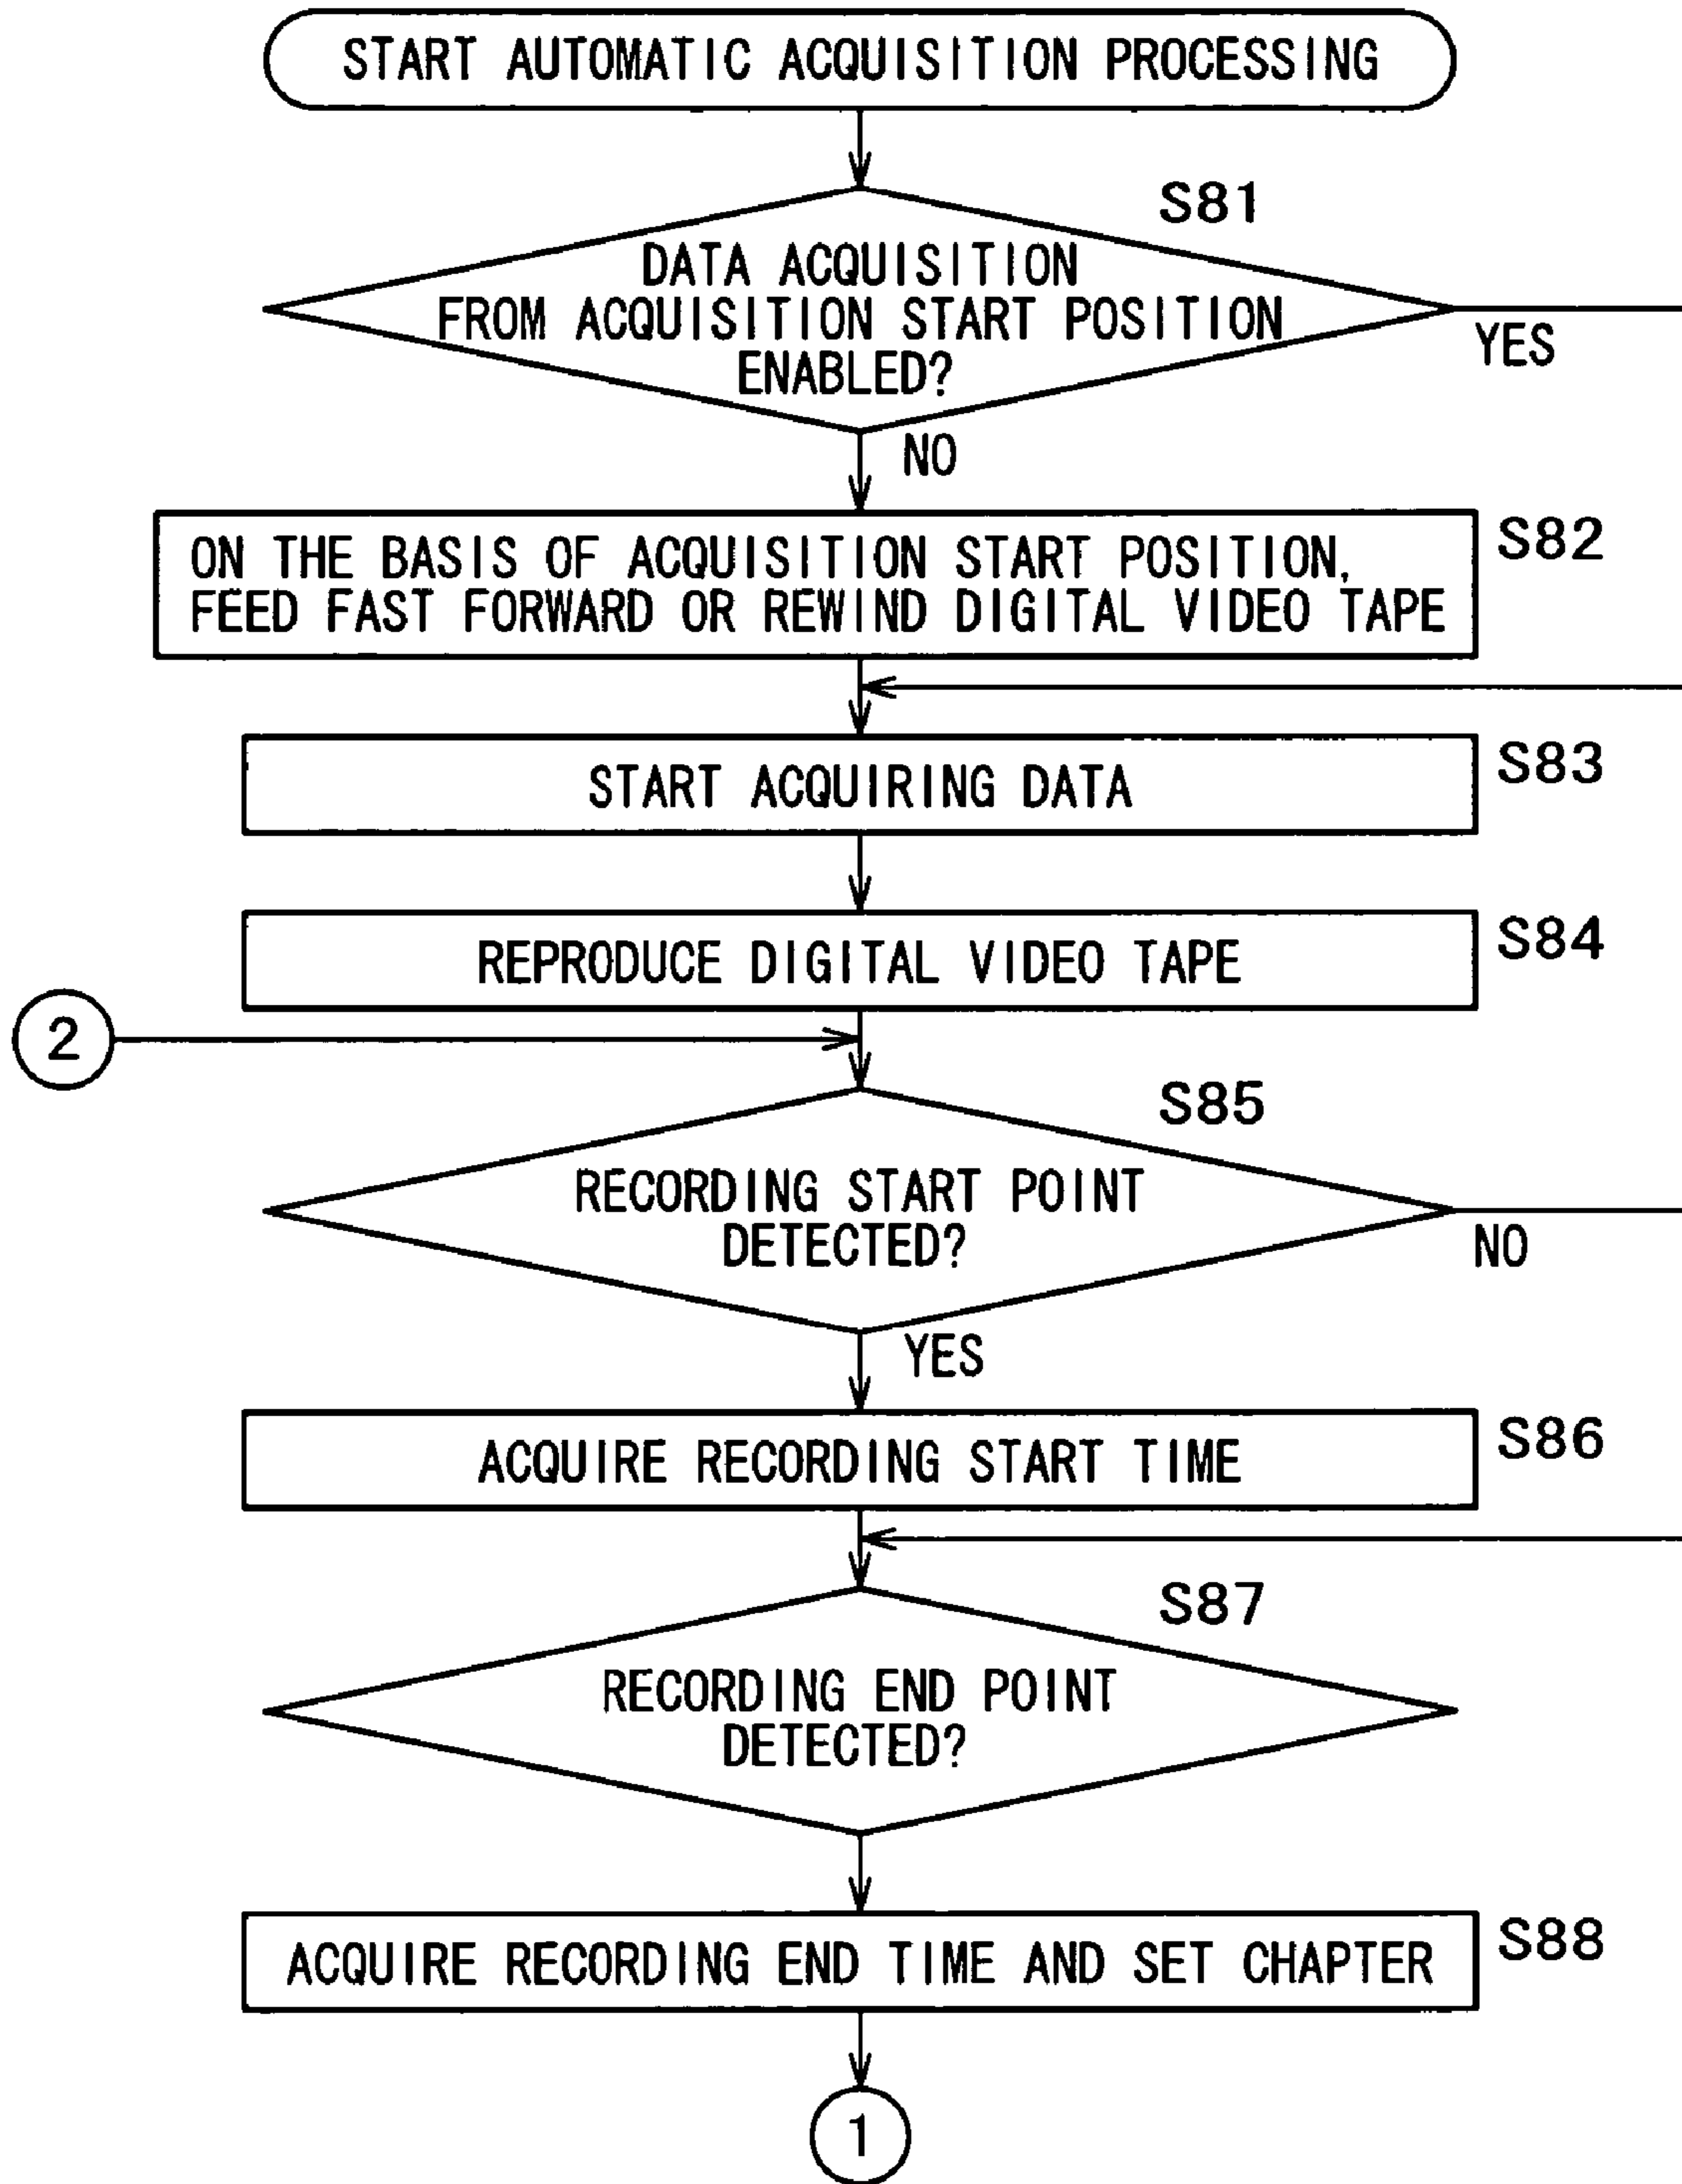 START AUTOMATIC ACQUISITION PROCESSING
S81
DATA ACQUISITION
FROM ACQUISITION START POSITION
ENABLED?
YES
NO
S82
ON THE BASIS OF ACQUISITION START POSITION,
FEED FAST FORWARD OR REWIND DIGITAL VIDEO TAPE
S83
START ACQUIRING DATA
S84
REPRODUCE DIGITAL VIDEO TAPE
2
S85
RECORDING START POINT
DETECTED?
NO
YES
S86
ACQUIRE RECORDING START TIME
S87
RECORDING END POINT
DETECTED?
S88
ACQUIRE RECORDING END TIME AND SET CHAPTER
1